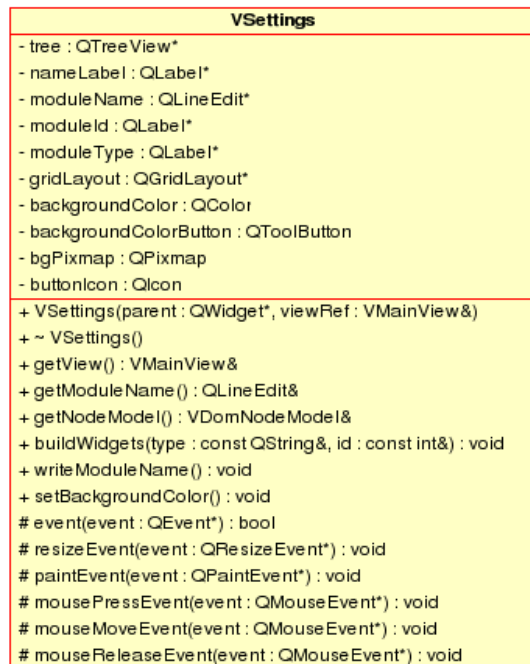 VSettings
- tree : QTreeView*
- nameLabel : QLabel*
- moduleName : QLineEdit*
- moduleId : QLabel*
- moduleType : QLabel*
- gridLayout : QGridLayout*
- backgroundColor : QColor
- backgroundColorButton : QToolButton
- bgPixmap : QPixmap
- buttonIcon : QIcon
+ VSettings(parent : QWidget*, viewRef : VMainView&)
+ ~ VSettings()
+ getView() : VMainView&
+ getModuleName() : QLineEdit&
+ getNodeModel() : VDomNodeModel&
+ buildWidgets(type : const QString&, id : const int&) : void
+ writeModuleName() : void
+ setBackgroundColor() : void
# event(event : QEvent*) : bool
# resizeEvent(event : QResizeEvent*) : void
# paintEvent(event : QPaintEvent*) : void
# mousePressEvent(event : QMouseEvent*) : void
# mouseMoveEvent(event : QMouseEvent*) : void
# mouseReleaseEvent(event : QMouseEvent*) : void